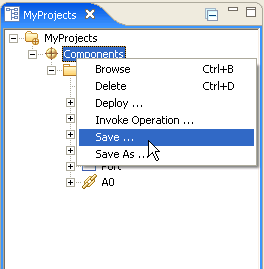 MyProjects
MyProjects
Components
Browse Ctrl+B
Delete Ctrl+D
Deploy ...
Invoke Operation ...
Save ...
Save As ...
Port
A0